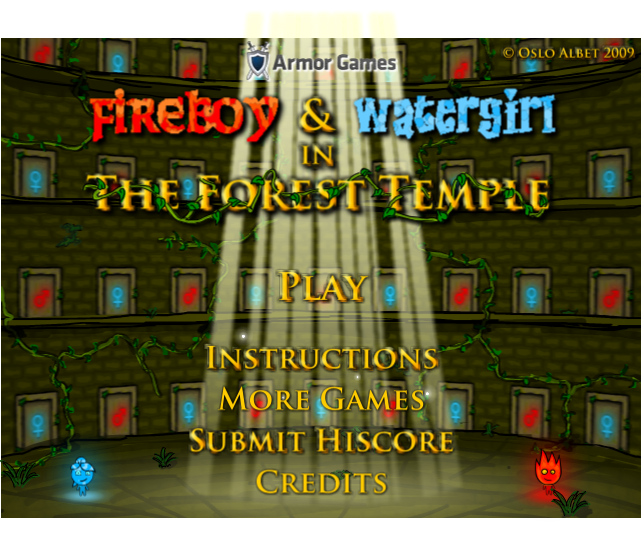 Armor Games
© Oslo Albet 2009
Fireboy & Watergirl
in
The Forest Temple
Play
Instructions
More Games
Submit Hiscore
Credits